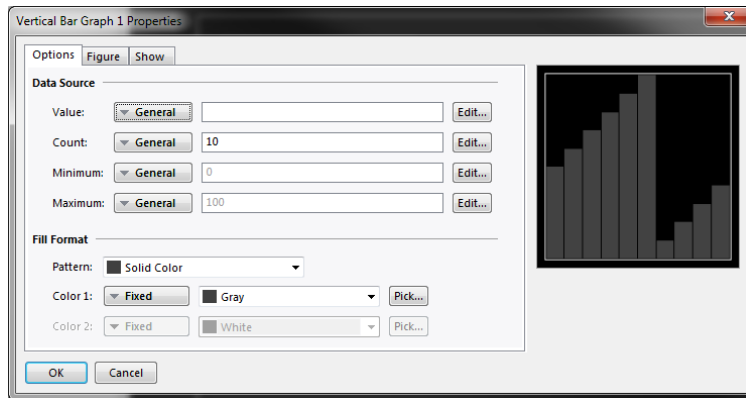 Vertical Bar Graph 1 Properties
Options Figure Show
Data Source
Value: General Edit...
Count: General 10 Edit...
Minimum: General 0 Edit...
Maximum: General 100 Edit...
Fill Format
Pattern: Solid Color
Color 1: Fixed Gray Pick...
Color 2: Fixed White Pick...
OK Cancel